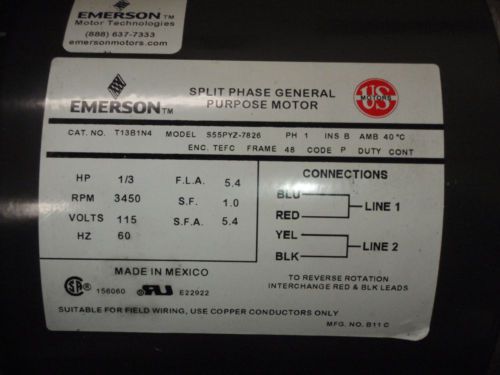 EMERSON™
Motor Technologies
(888) 637-7333
emersonmotors.com
EMERSON™
SPLIT PHASE GENERAL
PURPOSE MOTOR
US
MOTORS
CAT. NO. T13B1N4 MODEL S55PYZ-7826 PH 1 INS B AMB 40 °C
ENC. TEFC FRAME 48 CODE P DUTY CONT
HP 1/3 F.L.A. 5.4
RPM 3450 S.F. 1.0
VOLTS 115 S.F.A. 5.4
HZ 60
CONNECTIONS
BLU
RED
LINE 1
YEL
BLK
LINE 2
MADE IN MEXICO
SA 156060 RU E22922
TO REVERSE ROTATION
INTERCHANGE RED & BLK LEADS
SUITABLE FOR FIELD WIRING, USE COPPER CONDUCTORS ONLY
MFG. NO. B11 C